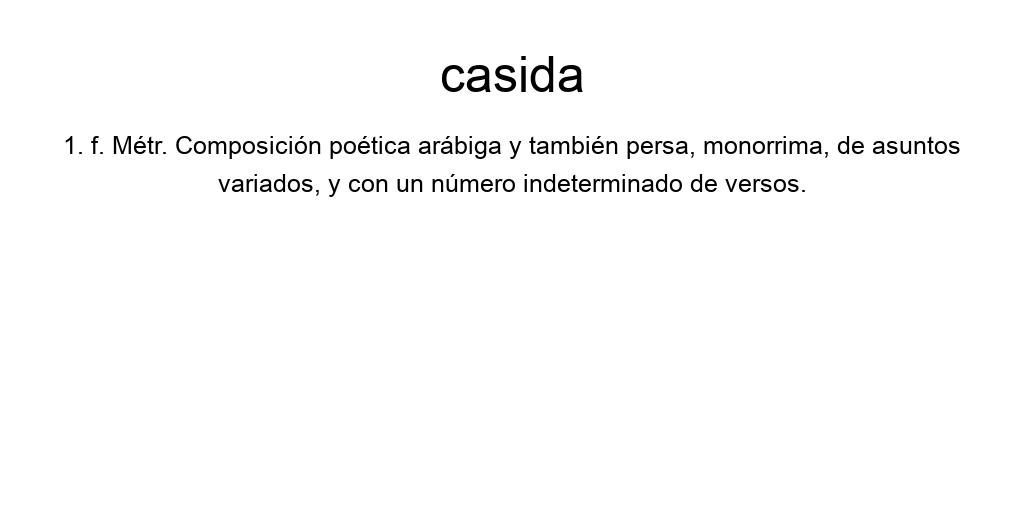 casida
1. f. Métr. Composición poética arábiga y también persa, monorrima, de asuntos
variados, y con un número indeterminado de versos.